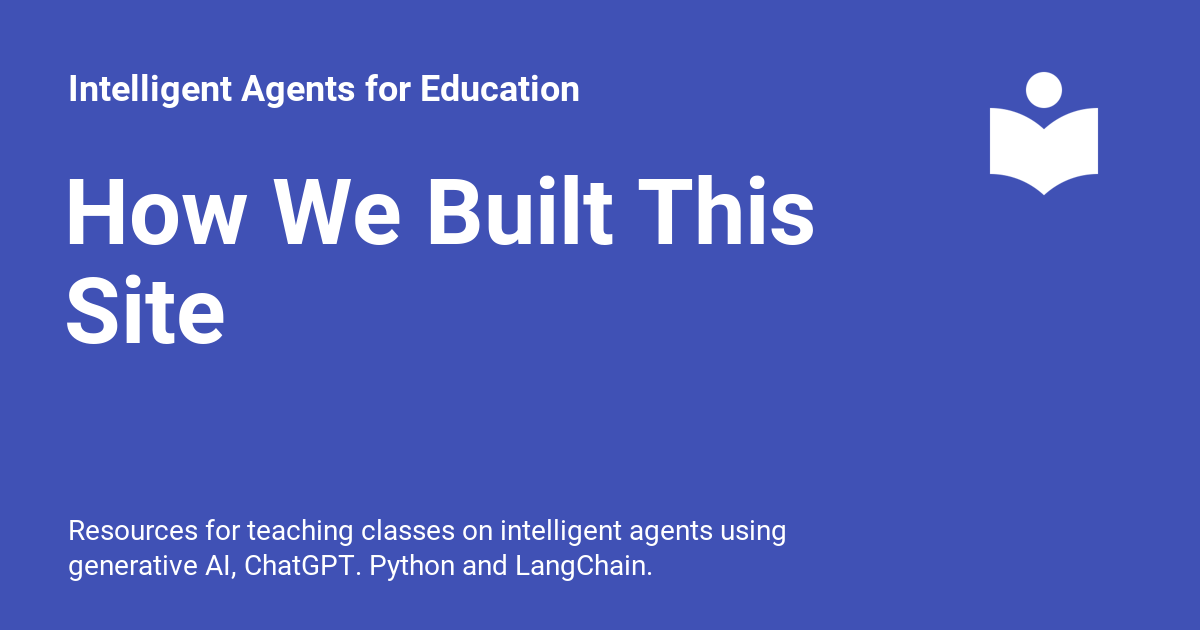 Intelligent Agents for Education
How We Built This
Site
Resources for teaching classes on intelligent agents using
generative AI, ChatGPT. Python and LangChain.